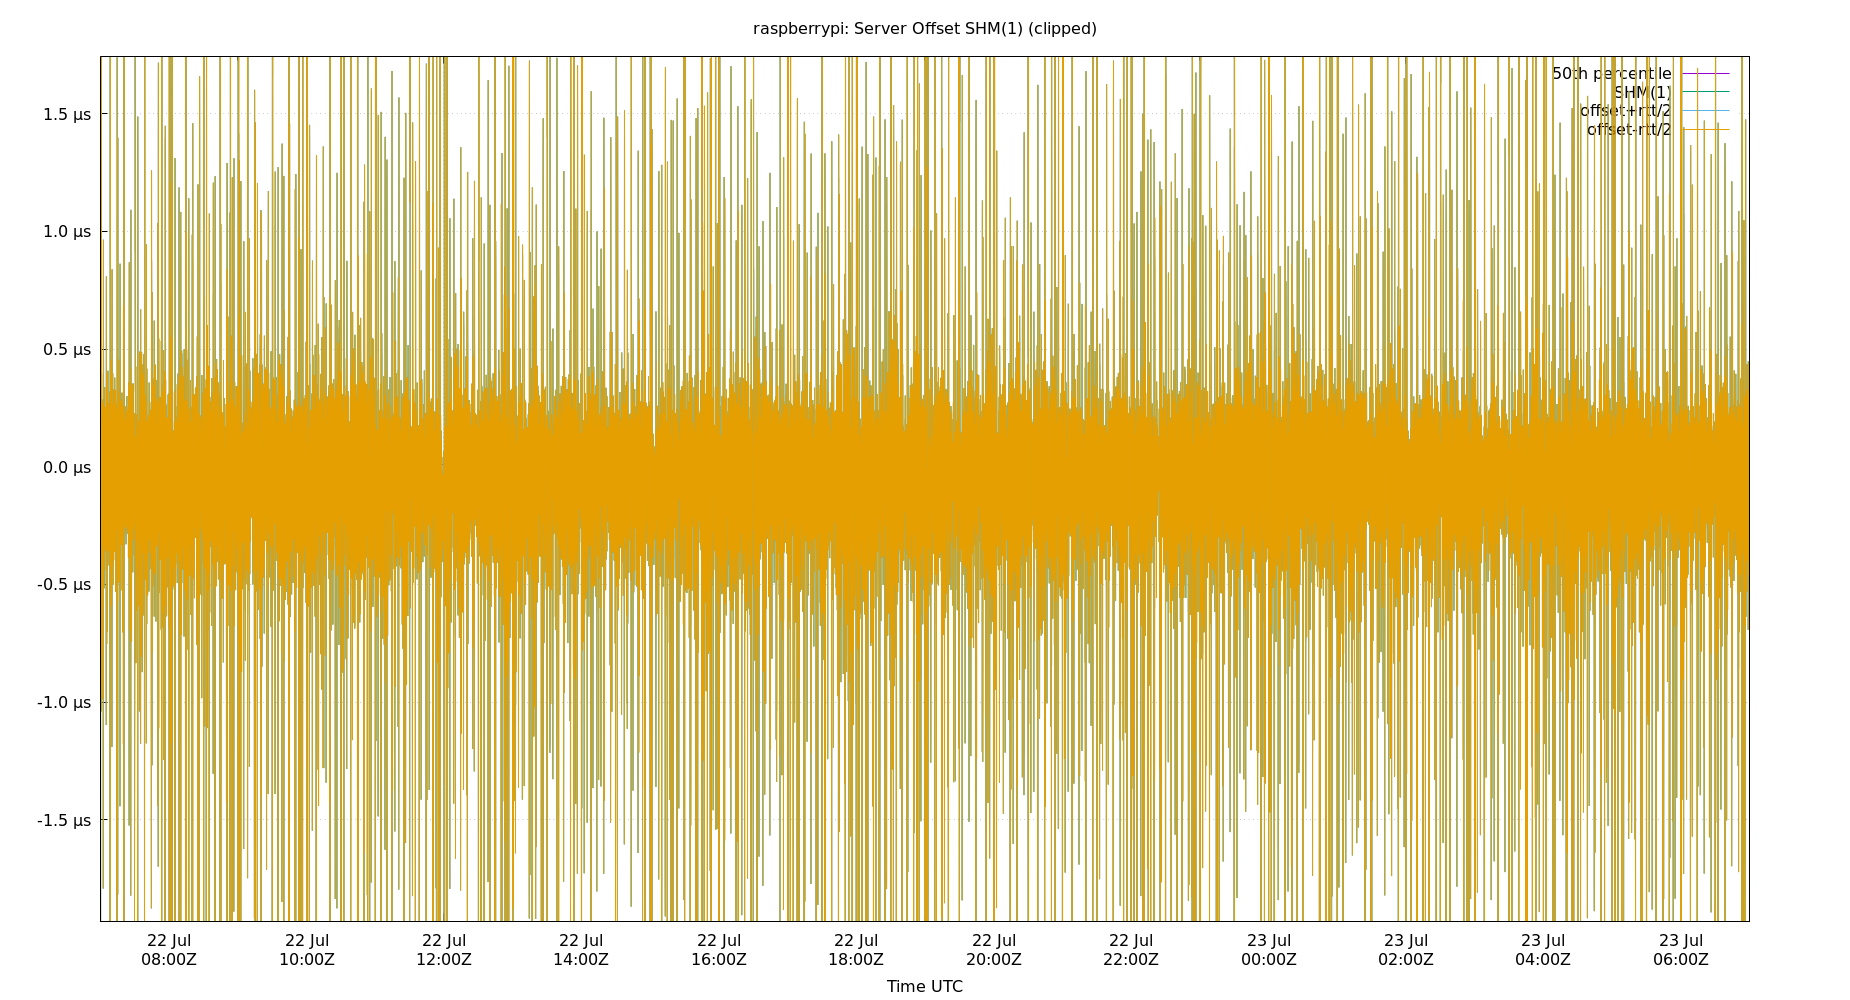 raspberrypi: Server Offset SHM(1) (clipped)
50th percentile
SHM(1)
offset+rtt/2
offset-rtt/2
1.5 µs
1.0 µs
0.5 µs
0.0 µs
-0.5 µs
-1.0 µs
-1.5 µs
22 Jul 22 Jul 22 Jul 22 Jul 22 Jul 22 Jul 22 Jul 22 Jul 23 Jul 23 Jul 23 Jul 23 Jul
08:00Z 10:00Z 12:00Z 14:00Z 16:00Z 18:00Z 20:00Z 22:00Z 00:00Z 02:00Z 04:00Z 06:00Z
Time UTC